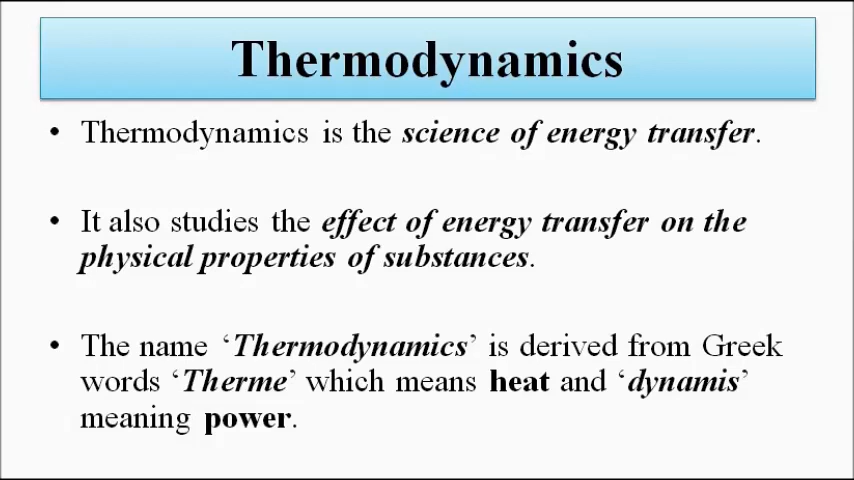 Thermodynamics
• Thermodynamics is the science of energy transfer.
• It also studies the effect of energy transfer on the
physical properties of substances.
• The name ‘Thermodynamics’ is derived from Greek
words ‘Therme’ which means heat and ‘dynamis’
meaning power.